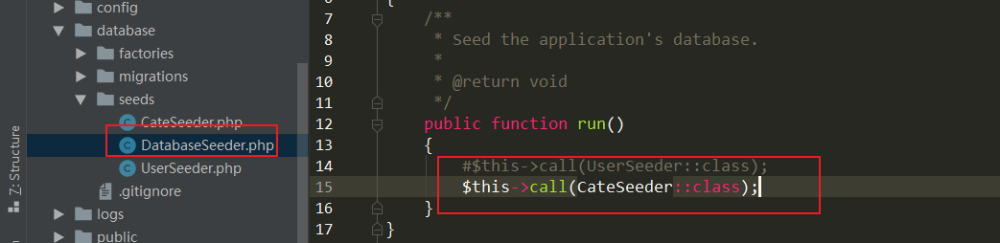 config
database
factories
migrations
seeds
CateSeeder.php
DatabaseSeeder.php
UserSeeder.php
.gitignore
logs
public
7: Structure
7 /**
8 * Seed the application's database.
9 *
10 * @return void
11 */
12 public function run()
13 {
14 #$this->call(UserSeeder::class);
15 $this->call(CateSeeder::class);
16 }
17 }